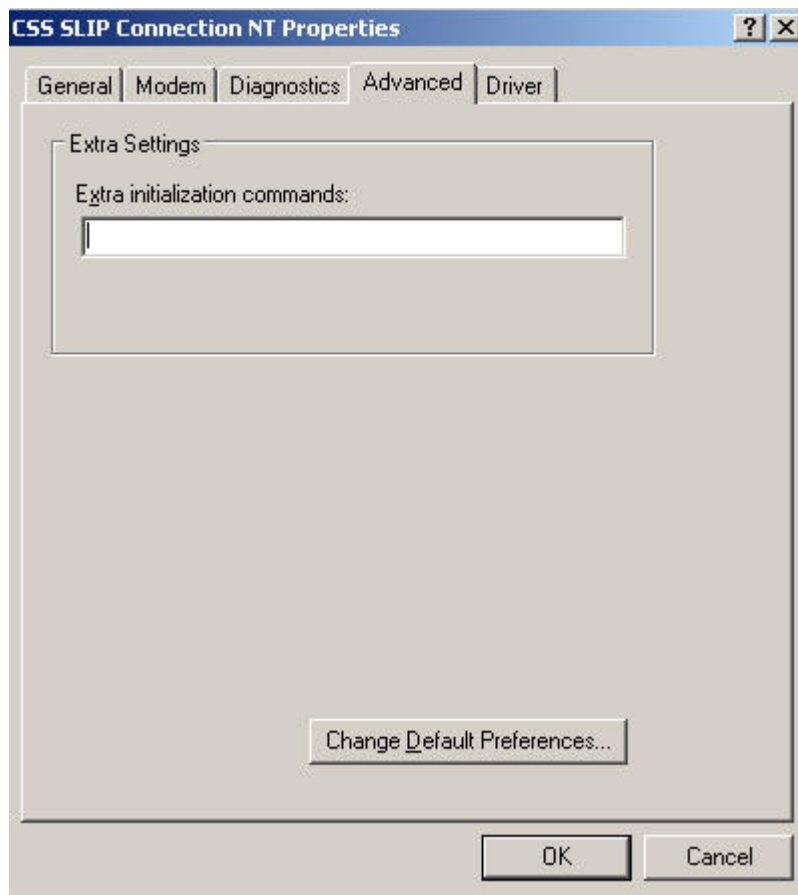 CSS SLIP Connection NT Properties
General Modem Diagnostics Advanced Driver
Extra Settings
Extra initialization commands:
Change Default Preferences...
OK Cancel